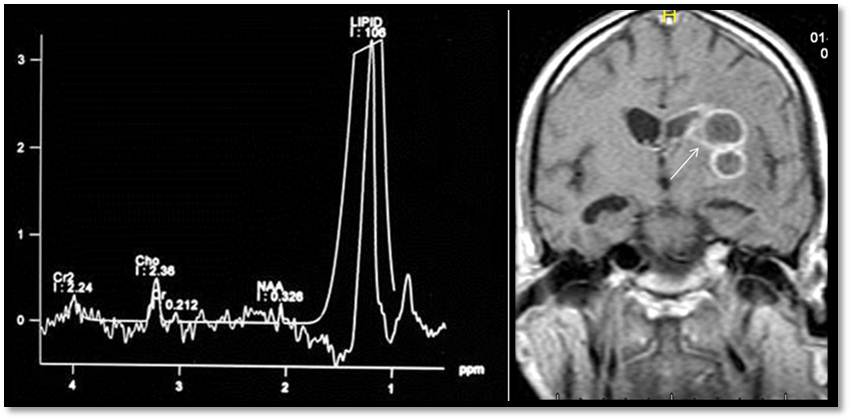 LIPID
I : 106
3
2
1
0
Cr2
I : 2.24
Cho
I : 2.38
Cr 0.212
NAA
I : 0.326
4
3
2
1
ppm
H
01
0